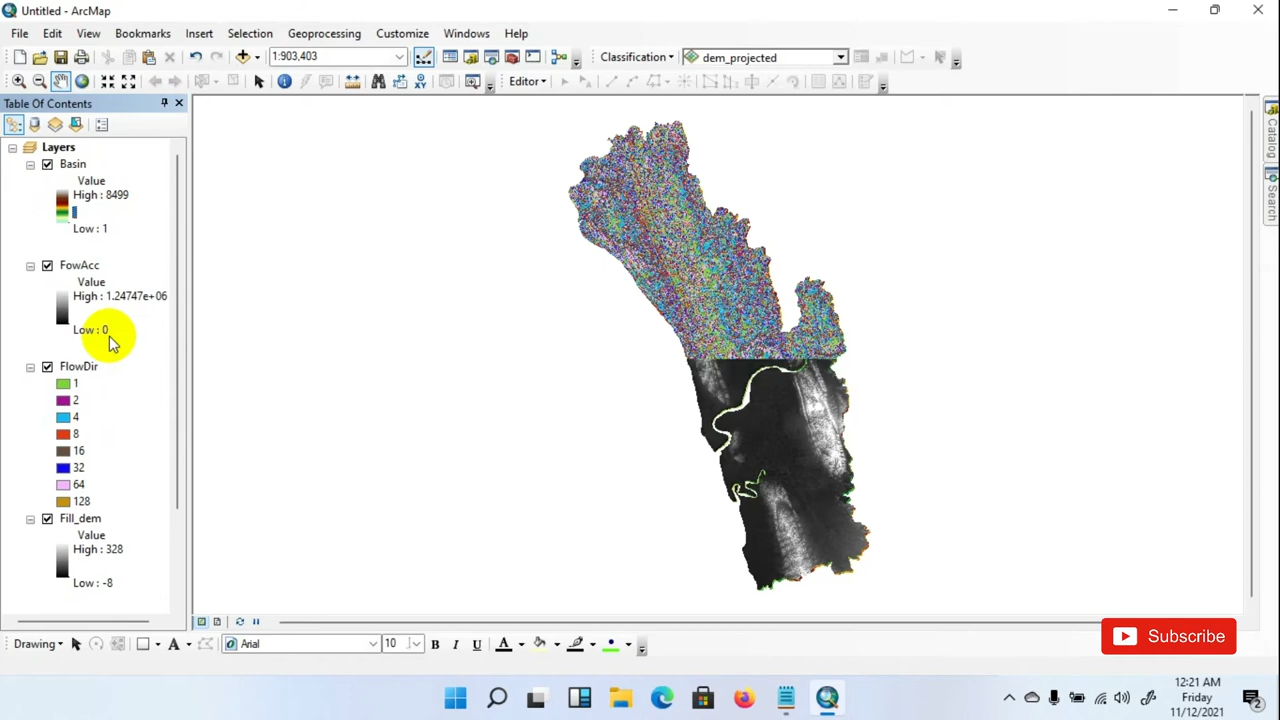 Untitled - ArcMap
File Edit View Bookmarks Insert Selection Geoprocessing Customize Windows Help
1:903,403 Classification dem_projected
Editor
Table Of Contents
Layers
Basin
Value
High : 8499
Low : 1
FowAcc
Value
High : 1.24747e+06
Low : 0
FlowDir
1
2
4
8
16
32
64
128
Fill_dem
Value
High : 328
Low : -8
Catalog
Search
Drawing A Arial 10 B I U A
Subscribe
12:21 AM
Friday
11/12/2021
2